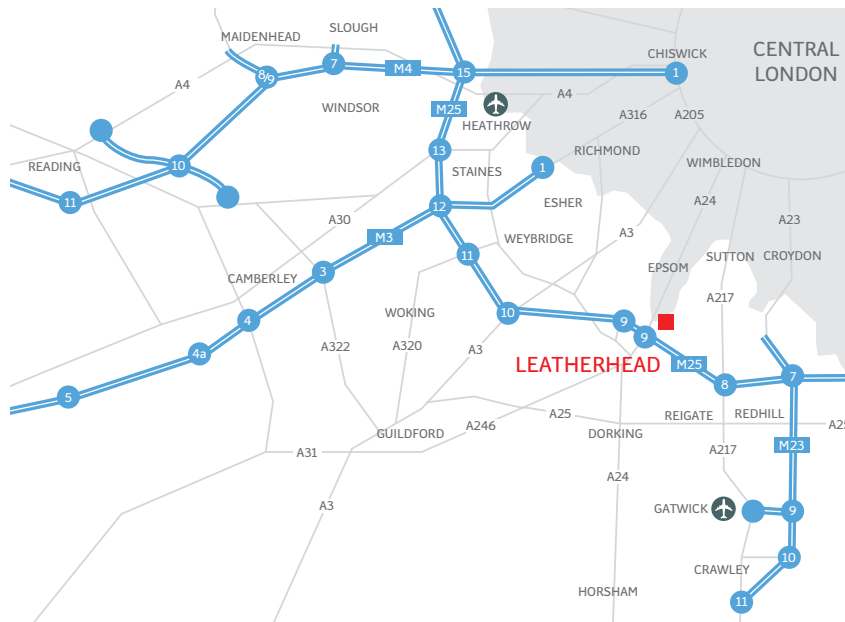 SLOUGH
MAIDENHEAD
CHISWICK
CENTRAL
LONDON
7
M4
15
1
8/9
A4
A4
WINDSOR
M25
HEATHROW
A316
A205
13
RICHMOND
READING
10
STAINES
1
WIMBLEDON
11
12
ESHER
A24
A30
M3
WEYBRIDGE
A3
A23
11
EPSOM
SUTTON
CROYDON
3
CAMBERLEY
A217
4
WOKING
10
9
9
4a
A322
A320
A3
LEATHERHEAD
M25
8
7
5
GUILDFORD
A246
A25
DORKING
REIGATE
REDHILL
A25
A31
A217
M23
A24
A3
GATWICK
9
10
CRAWLEY
HORSHAM
11